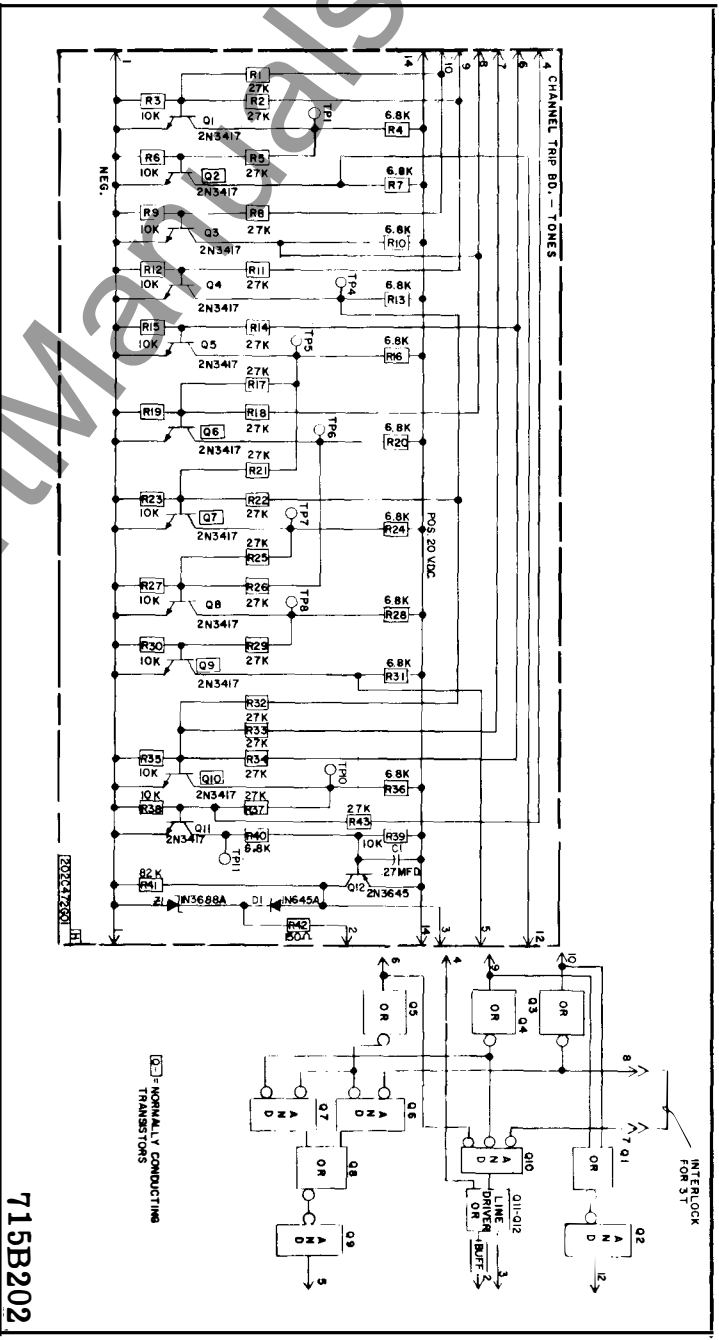 CHANNEL TRIP BD. - TONES
4
6
7
8
9
10
14
1
R1
27K
R2
27K
R3
10K
Q1
2N3417
TP1
6.8K
R4
R6
10K
Q2
2N3417
R5
27K
6.8K
R7
NEG.
R9
10K
Q3
2N3417
R8
27K
6.8K
R10
R12
10K
Q4
2N3417
R11
27K
TP4
6.8K
R13
R15
10K
Q5
2N3417
R14
27K
TP5
6.8K
R16
27K
R17
R19
Q6
2N3417
R18
27K
TP6
6.8K
R20
27K
R21
R23
10K
Q7
2N3417
R22
27K
TP7
6.8K
R24
POS. 20 VDC
27K
R25
R27
10K
Q8
2N3417
R26
27K
TP8
6.8K
R28
R30
10K
Q9
2N3417
R29
27K
6.8K
R31
R32
27K
R33
27K
R34
27K
R35
10K
Q10
2N3417
TP10
6.8K
R36
10K
R38
27K
R37
27K
R43
Q11
2N3417
R40
6.8K
TP11
10K
R39
C1
.27MFD
82K
R41
Q12
2N3645
Z1
1N3688A
D1
1N645A
R42
150Ω
1
2
14
3
5
12
202C472G01
H
6
4
9
10
Q5
OR
OR
Q4
Q3
OR
8
7
INTERLOCK
FOR 3T
Q7
AND
Q6
AND
Q10
AND
Q1
OR
Q8
OR
Q11-Q12
LINE
DRIVER
OR
+BUFF
2
3
Q2
AND
12
Q9
AND
5
Q- = NORMALLY CONDUCTING
TRANSISTORS
715B202